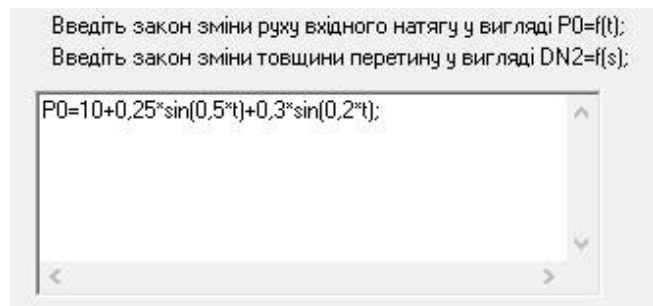 Введіть закон зміни руху вхідного натягу у вигляді P0=f(t);
Введіть закон зміни товщини перетину у вигляді DN2=f(s);
P0=10+0,25*sin(0,5*t)+0,3*sin(0,2*t);